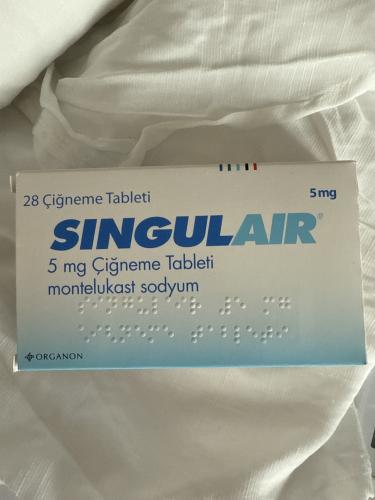 28 Çiğneme Tableti
5mg
SINGULAIR®
5 mg Çiğneme Tableti
montelukast sodyum
ORGANON